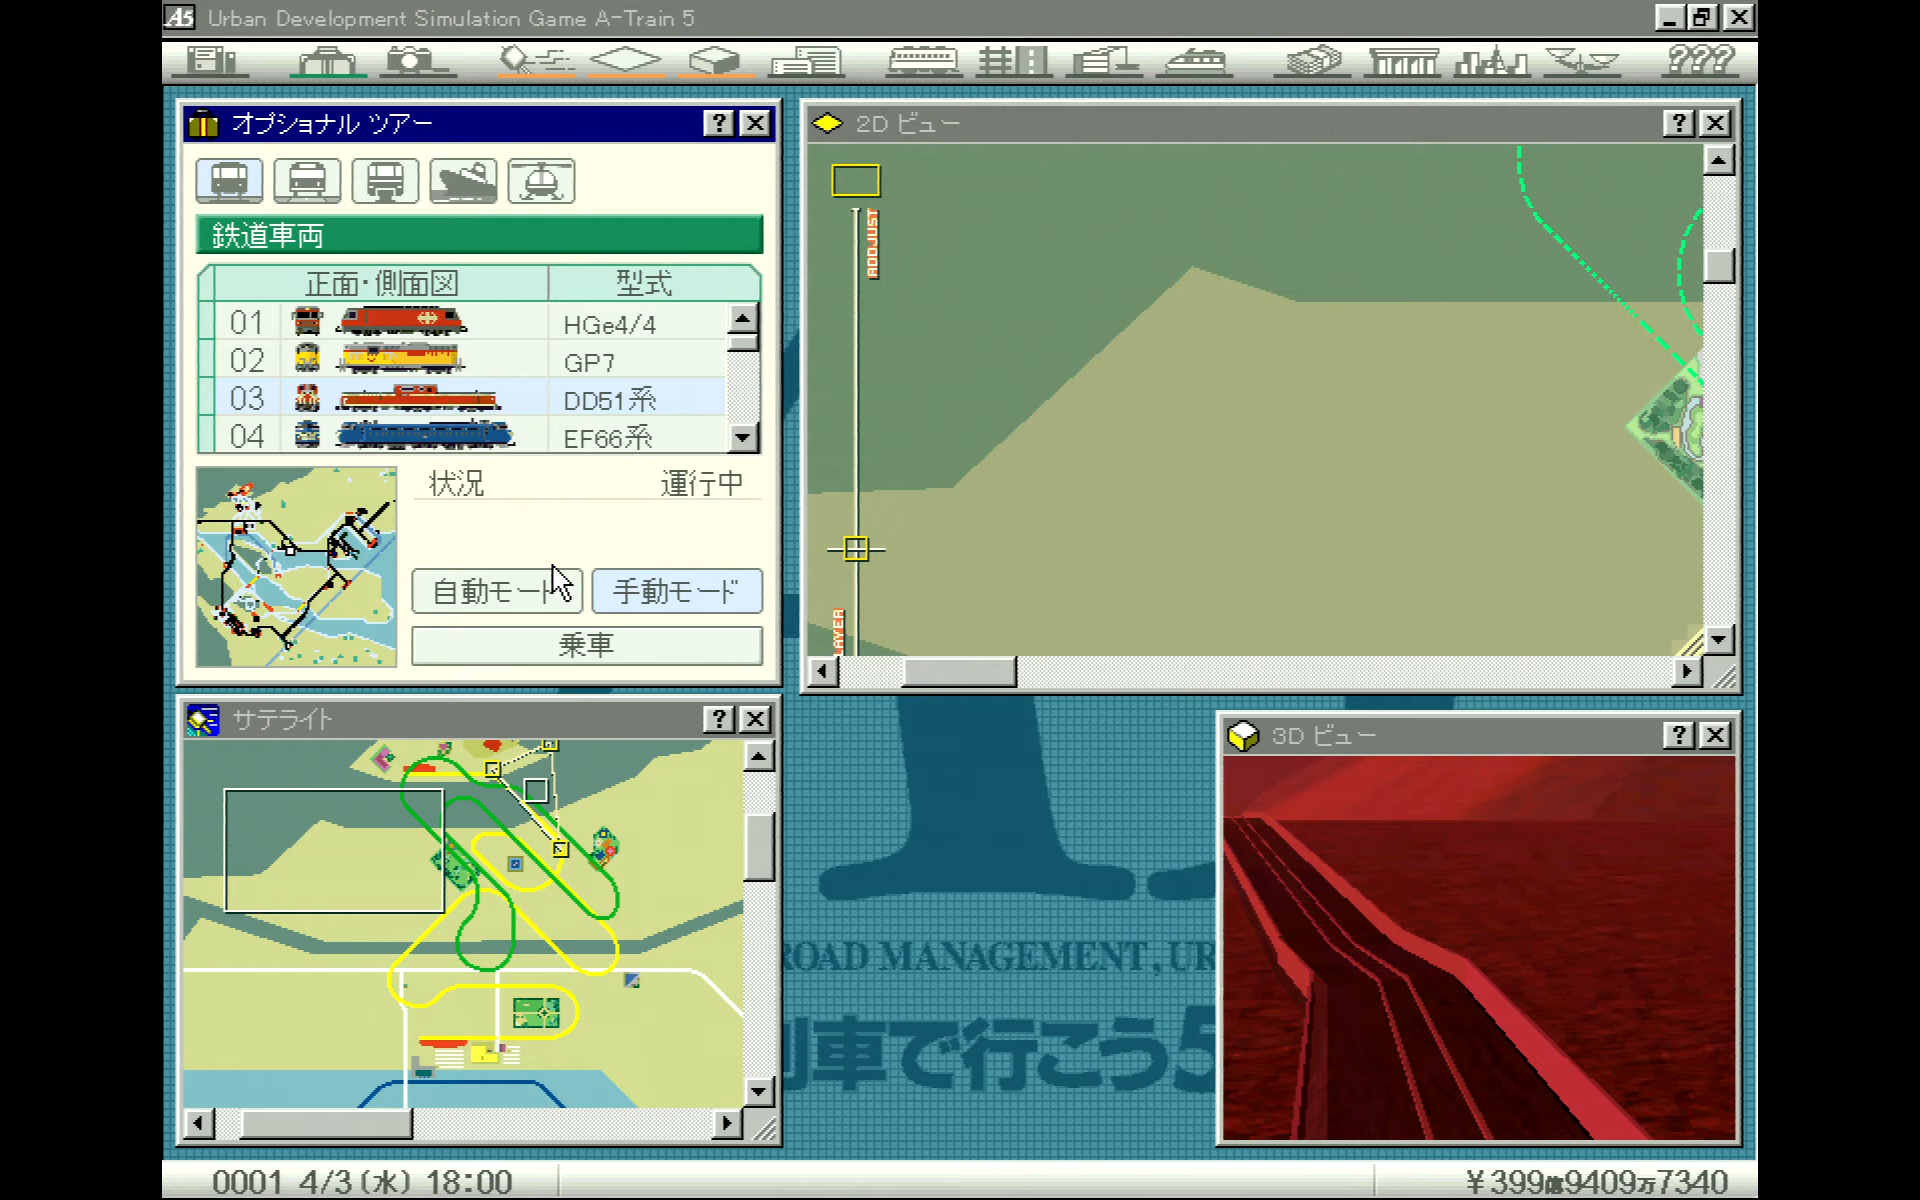 A5 Urban Development Simulation Game A-Train 5
???
オプショナル ツアー
?
鉄道車両
正面・側面図 型式
01 HGe4/4
02 GP7
03 DD51系
04 EF66系
状況 運行中
自動モード 手動モード
乗車
2D ビュー
?
ADDJUST
LAYER
サテライト
?
3D ビュー
?
ROAD MANAGEMENT, UR
列車で行こう5
0001 4/3(水) 18:00
¥399億9409万7340